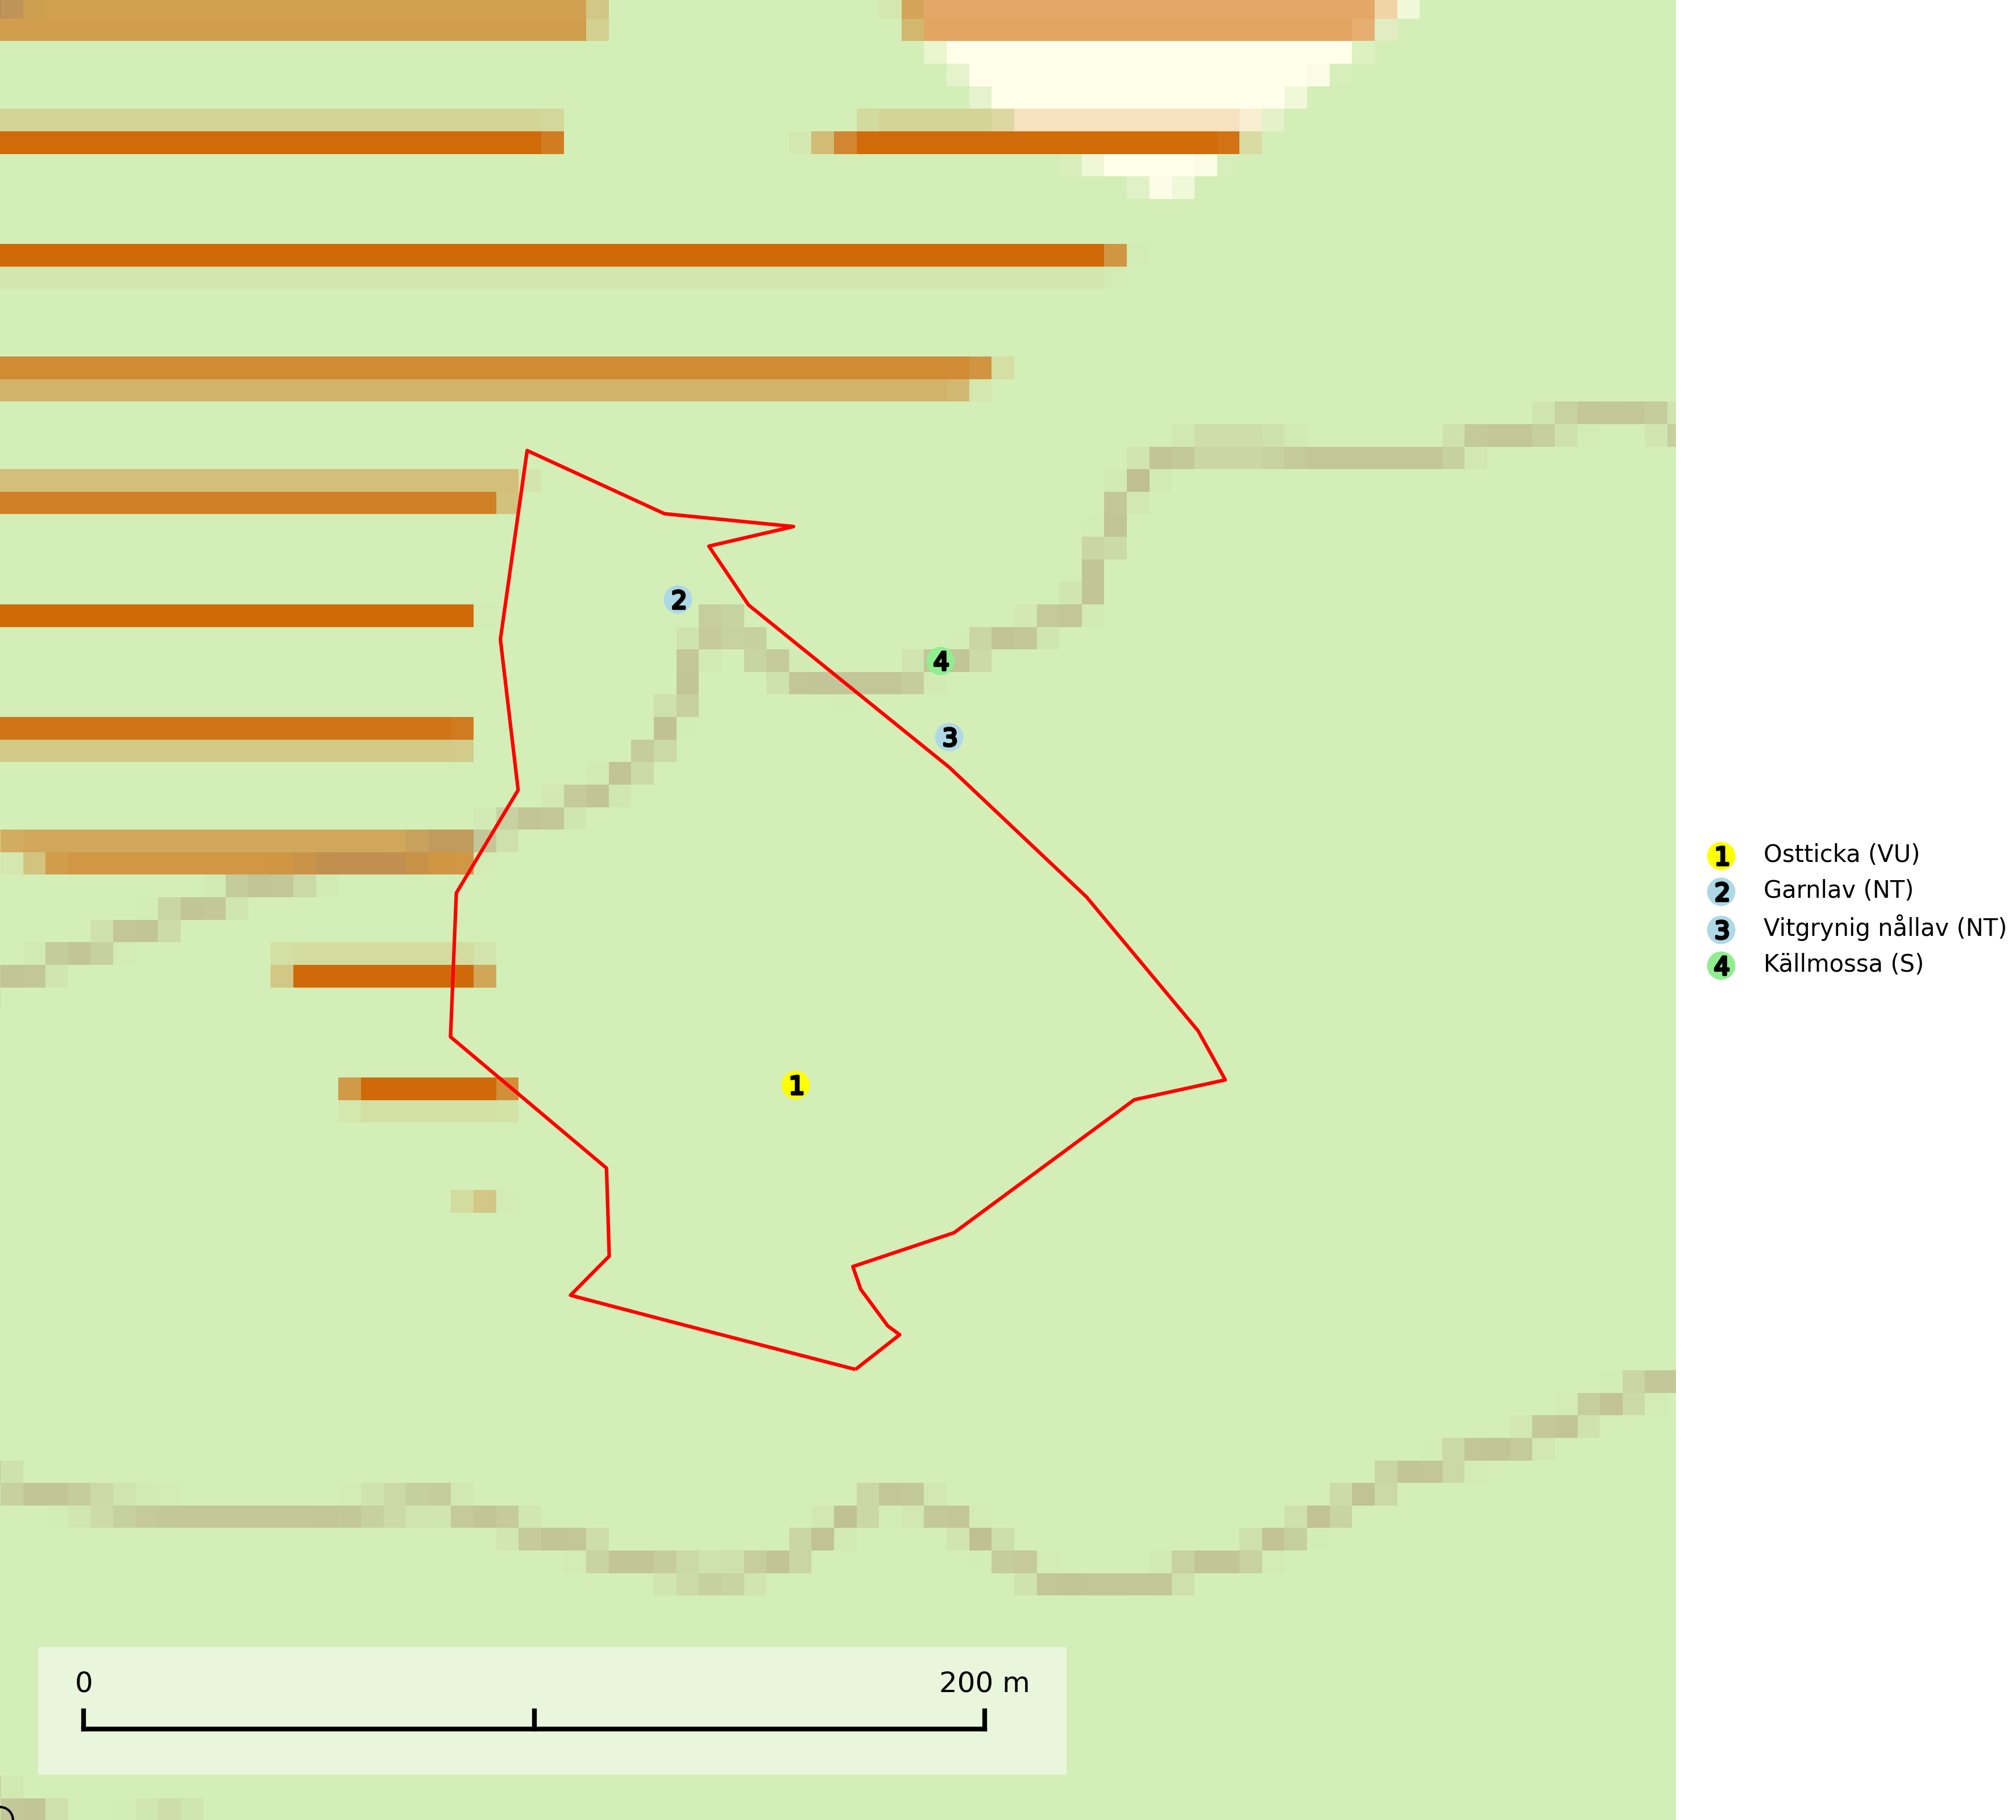 2
4
3
1
1 Ostticka (VU)
2 Garnlav (NT)
3 Vitgrynig nållav (NT)
4 Källmossa (S)
0 200 m